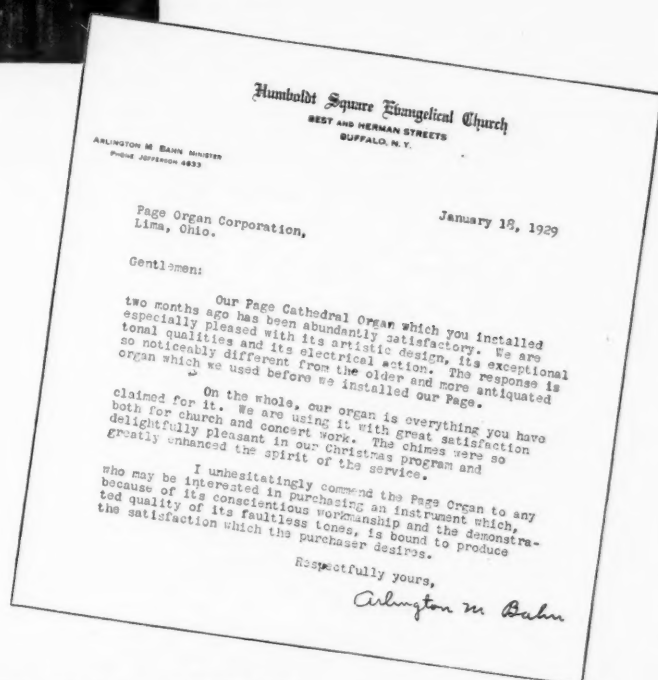 Humboldt Square Evangelical Church
BEST AND HERMAN STREETS
BUFFALO, N. Y.
ARLINGTON M BAHN MINISTER
PHONE JEFFERSON 4833
January 18, 1929
Page Organ Corporation,
Lima, Ohio.
Gentlemen:
Our Page Cathedral Organ which you installed
two months ago has been abundantly satisfactory. We are
especially pleased with its artistic design, its exceptional
tonal qualities and its electrical action. The response is
so noticeably different from the older and more antiquated
organ which we used before we installed our Page.
On the whole, our organ is everything you have
claimed for it. We are using it with great satisfaction
both for church and concert work. The chimes were so
delightfully pleasant in our Christmas program and
greatly enhanced the spirit of the service.
I unhesitatingly commend the Page Organ to any
who may be interested in purchasing an instrument which,
because of its conscientious workmanship and the demonstra-
ted quality of its faultless tones, is bound to produce
the satisfaction which the purchaser desires.
Respectfully yours,
Arlington M Bahn